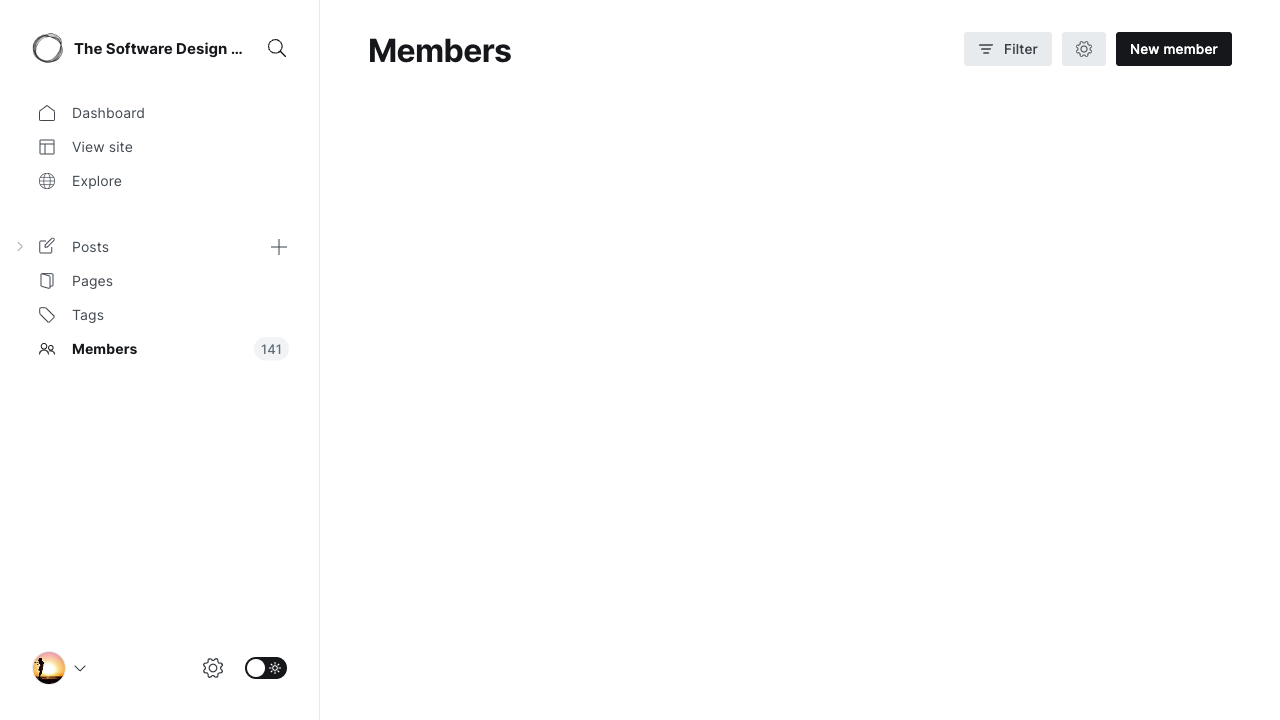 The Software Design ...
Dashboard
View site
Explore
Posts
Pages
Tags
Members
141
Members
Filter
New member